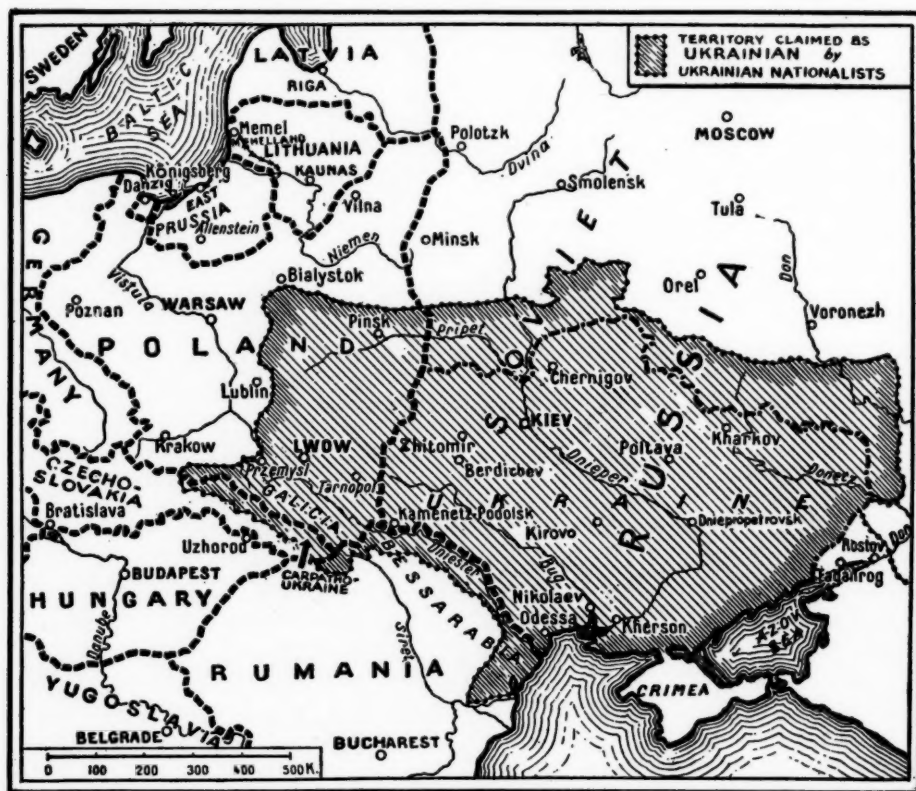 TERRITORY CLAIMED AS
UKRAINIAN by
UKRAINIAN NATIONALISTS
SWEDEN
LATVIA
RIGA
BALTIC
SEA
Memel
LITHUANIA
KAUNAS
Polotzk
Dvina
MOSCOW
Königsberg
Danzig
EAST
PRUSSIA
Allenstein
Vilna
Smolensk
Tula
Niemen
Minsk
SOVIET
RUSSIA
Orel
Don
Voronezh
GERMANY
Poznan
Vistula
WARSAW
Bialystok
POLAND
Pinsk
Pripet
Lublin
Chernigov
KIEV
Krakow
LWOW
Przemysl
Tarnopol
Zhitomir
Berdichev
Poltava
Kharkov
Donetz
Dnieper
UKRAINE
CZECHO-
SLOVAKIA
Bratislava
GALICIA
Kamenetz-Podolsk
Kirovo
Dniepropetrovsk
Uzhorod
CARPATHO-
UKRAINE
Dniester
Bug
BESSARABIA
Rostov
Don
Taganrog
BUDAPEST
HUNGARY
Danube
Nikolaev
Odessa
Kherson
AZOV
SEA
Siret
RUMANIA
CRIMEA
YUGOSLAVIA
BELGRADE
BUCHAREST
0 100 200 300 400 500 K.